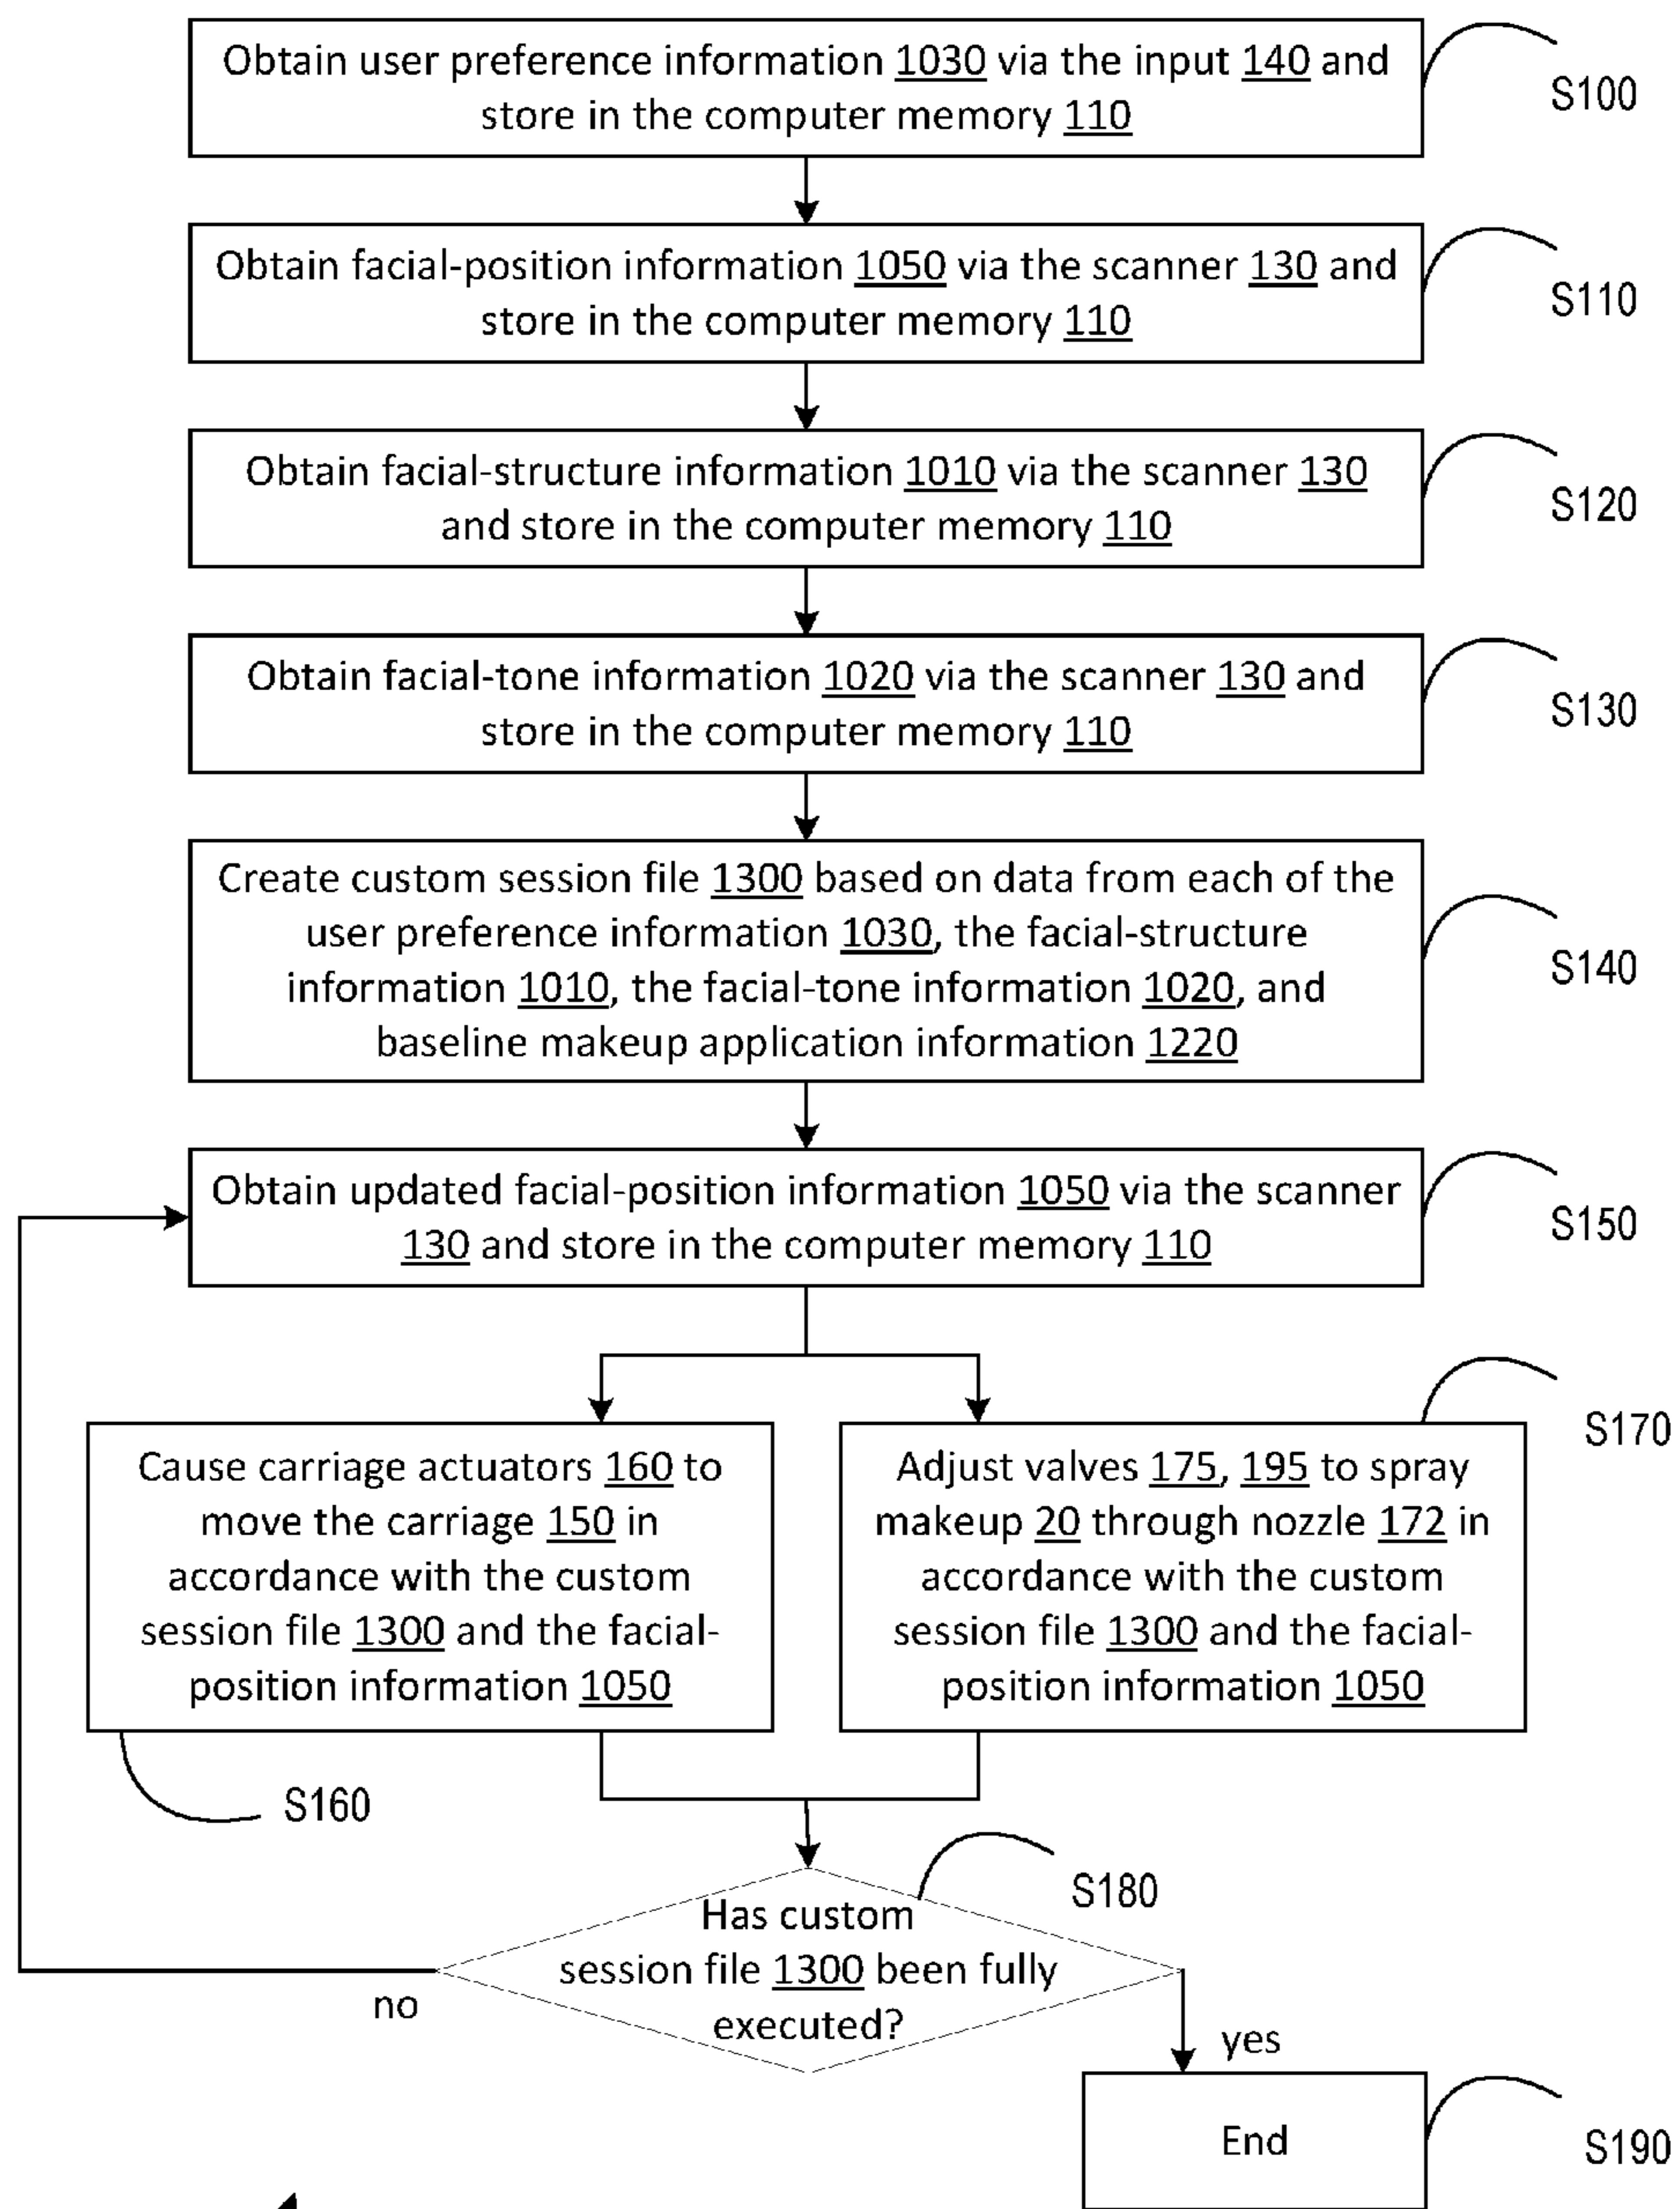 Obtain user preference information 1030 via the input 140 and
store in the computer memory 110
S100
Obtain facial-position information 1050 via the scanner 130 and
store in the computer memory 110
S110
Obtain facial-structure information 1010 via the scanner 130
and store in the computer memory 110
S120
Obtain facial-tone information 1020 via the scanner 130 and
store in the computer memory 110
S130
Create custom session file 1300 based on data from each of the
user preference information 1030, the facial-structure
information 1010, the facial-tone information 1020, and
baseline makeup application information 1220
S140
Obtain updated facial-position information 1050 via the scanner
130 and store in the computer memory 110
S150
Cause carriage actuators 160 to
move the carriage 150 in
accordance with the custom
session file 1300 and the facial-
position information 1050
S160
Adjust valves 175, 195 to spray
makeup 20 through nozzle 172 in
accordance with the custom
session file 1300 and the facial-
position information 1050
S170
Has custom
session file 1300 been fully
executed?
S180
no
yes
End
S190